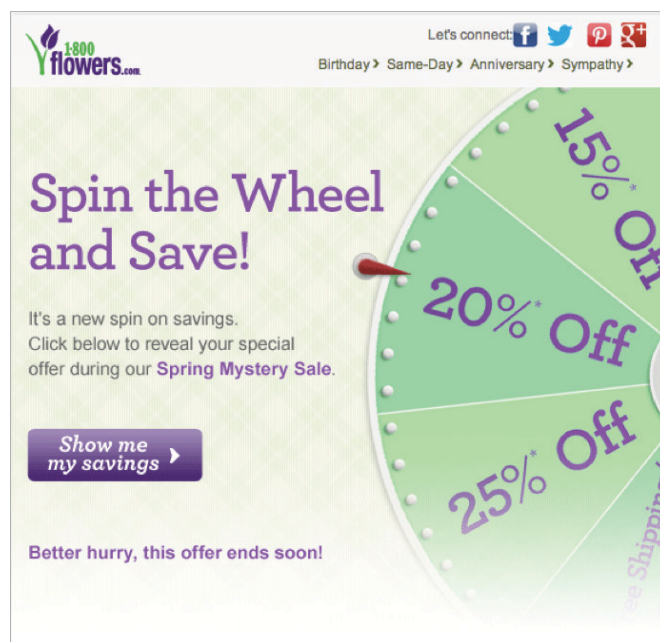 1·800
flowers.com
Let's connect:
Birthday Same-Day Anniversary Sympathy
Spin the Wheel
and Save!
It's a new spin on savings.
Click below to reveal your special
offer during our Spring Mystery Sale.
Show me
my savings
Better hurry, this offer ends soon!
15%* Off
20%* Off
25%* Off
Shipping